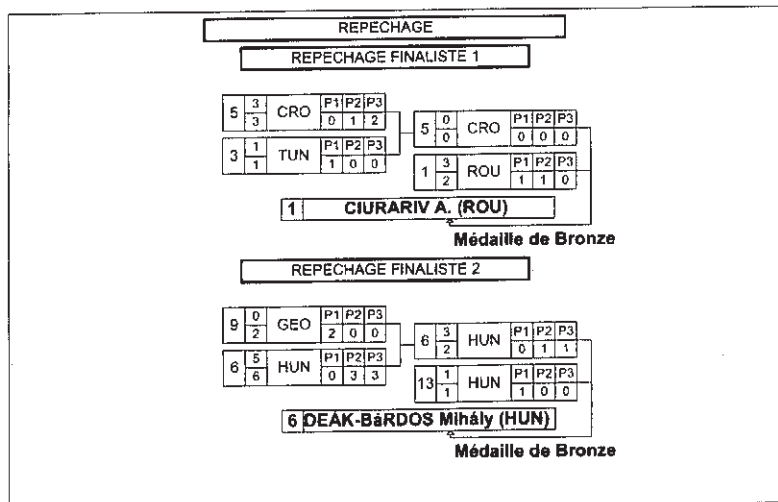 REPECHAGE
REPECHAGE FINALISTE 1
5 3 3 CRO P1 P2 P3 0 1 2
3 1 1 TUN P1 P2 P3 1 0 0
5 0 0 CRO P1 P2 P3 0 0 0
1 3 2 ROU P1 P2 P3 1 1 0
1 CIURARIV A. (ROU)
Médaille de Bronze
REPECHAGE FINALISTE 2
9 0 2 GEO P1 P2 P3 2 0 0
6 5 6 HUN P1 P2 P3 0 3 3
6 3 2 HUN P1 P2 P3 0 1 1
13 1 1 HUN P1 P2 P3 1 0 0
6 DEÁK-BáRDOS Mihály (HUN)
Médaille de Bronze